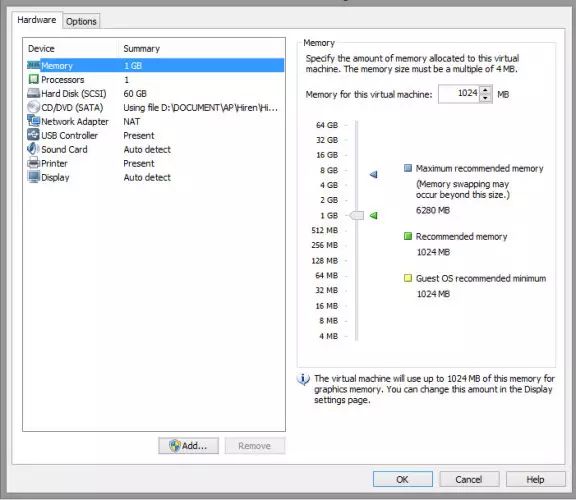 Hardware Options
Device Summary
Memory 1 GB
Processors 1
Hard Disk (SCSI) 60 GB
CD/DVD (SATA) Using file D:\DOCUMENT\AP\Hiren/Hi...
Network Adapter NAT
USB Controller Present
Sound Card Auto detect
Printer Present
Display Auto detect
Add... Remove
Memory
Specify the amount of memory allocated to this virtual
machine. The memory size must be a multiple of 4 MB.
Memory for this virtual machine: 1024 MB
64 GB
32 GB
16 GB
8 GB
4 GB
2 GB
1 GB
512 MB
256 MB
128 MB
64 MB
32 MB
16 MB
8 MB
4 MB
Maximum recommended memory
(Memory swapping may
occur beyond this size.)
6280 MB
Recommended memory
1024 MB
Guest OS recommended minimum
1024 MB
The virtual machine will use up to 1024 MB of this memory for
graphics memory. You can change this amount in the Display
settings page.
OK Cancel Help